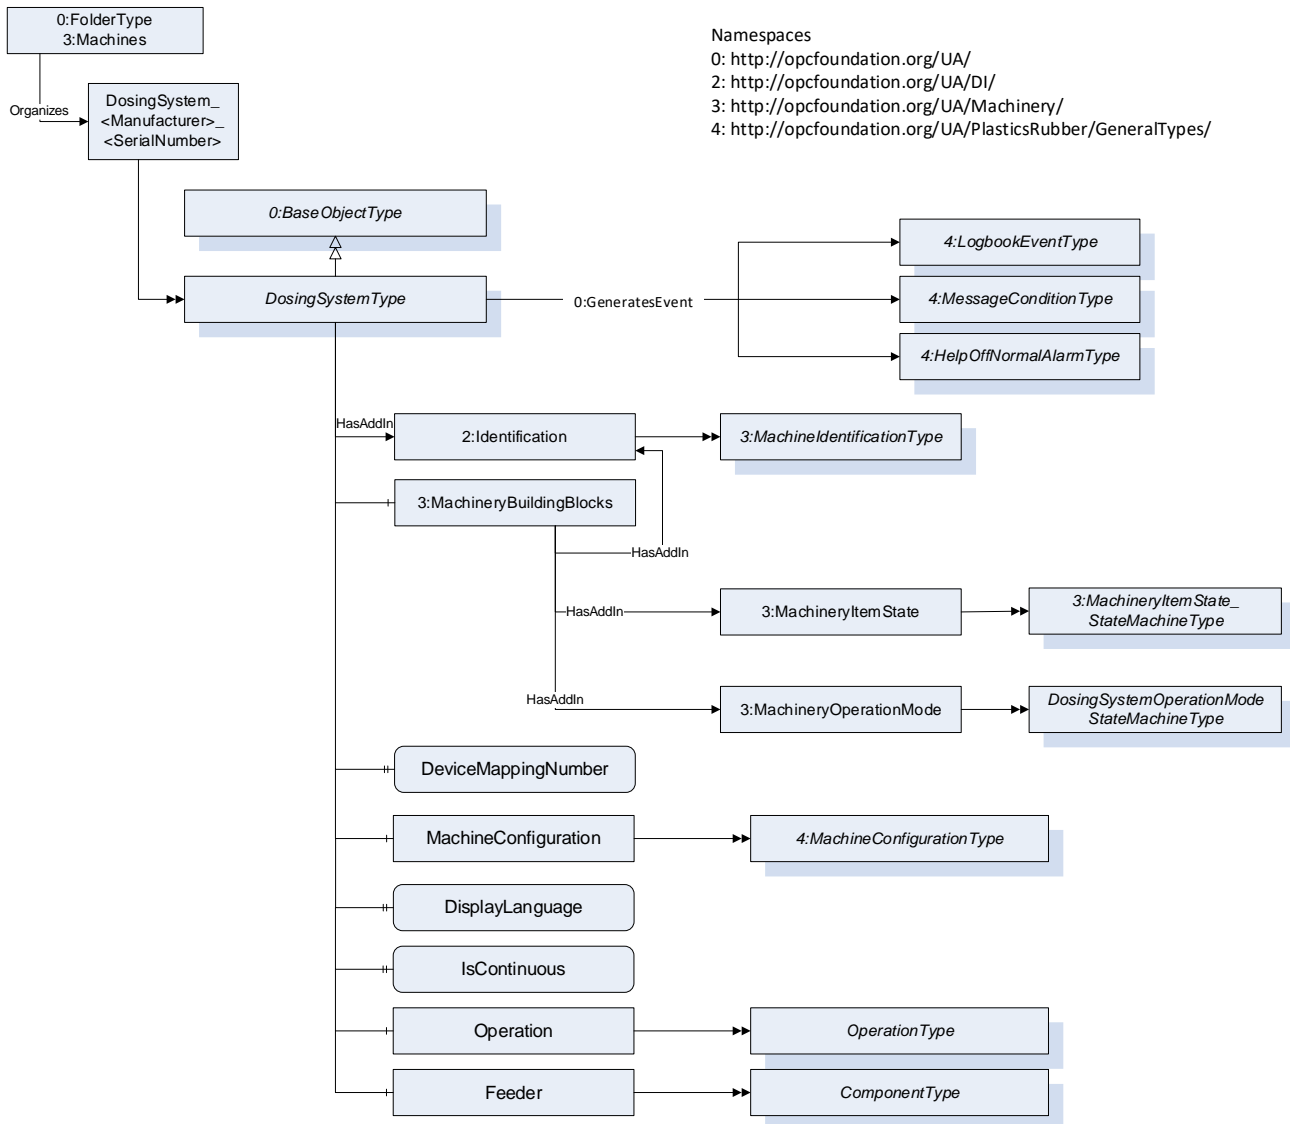 0:FolderType
3:Machines
Namespaces
0: http://opcfoundation.org/UA/
2: http://opcfoundation.org/UA/DI/
3: http://opcfoundation.org/UA/Machinery/
4: http://opcfoundation.org/UA/PlasticsRubber/GeneralTypes/
Organizes
DosingSystem_
<Manufacturer>_
<SerialNumber>
0:BaseObjectType
DosingSystemType
0:GeneratesEvent
4:LogbookEventType
4:MessageConditionType
4:HelpOffNormalAlarmType
HasAddIn
2:Identification
3:MachineIdentificationType
3:MachineryBuildingBlocks
HasAddIn
HasAddIn
3:MachineryItemState
3:MachineryItemState_
StateMachineType
HasAddIn
3:MachineryOperationMode
DosingSystemOperationMode
StateMachineType
DeviceMappingNumber
MachineConfiguration
4:MachineConfigurationType
DisplayLanguage
IsContinuous
Operation
OperationType
Feeder
ComponentType